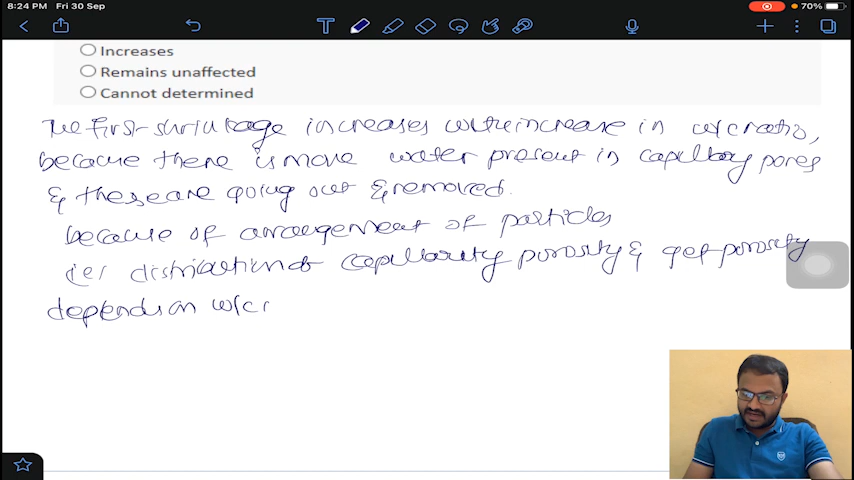 8:24 PM Fri 30 Sep
70%
Increases
Remains unaffected
Cannot determined
The first shrinkage increases with increase in w/c ratio,
because there is more water present in capillary pores
& these are going out & removed.
because of arrangement of particles
i.e. distribution of capillarity porosity & gel porosity
depends on w/c r